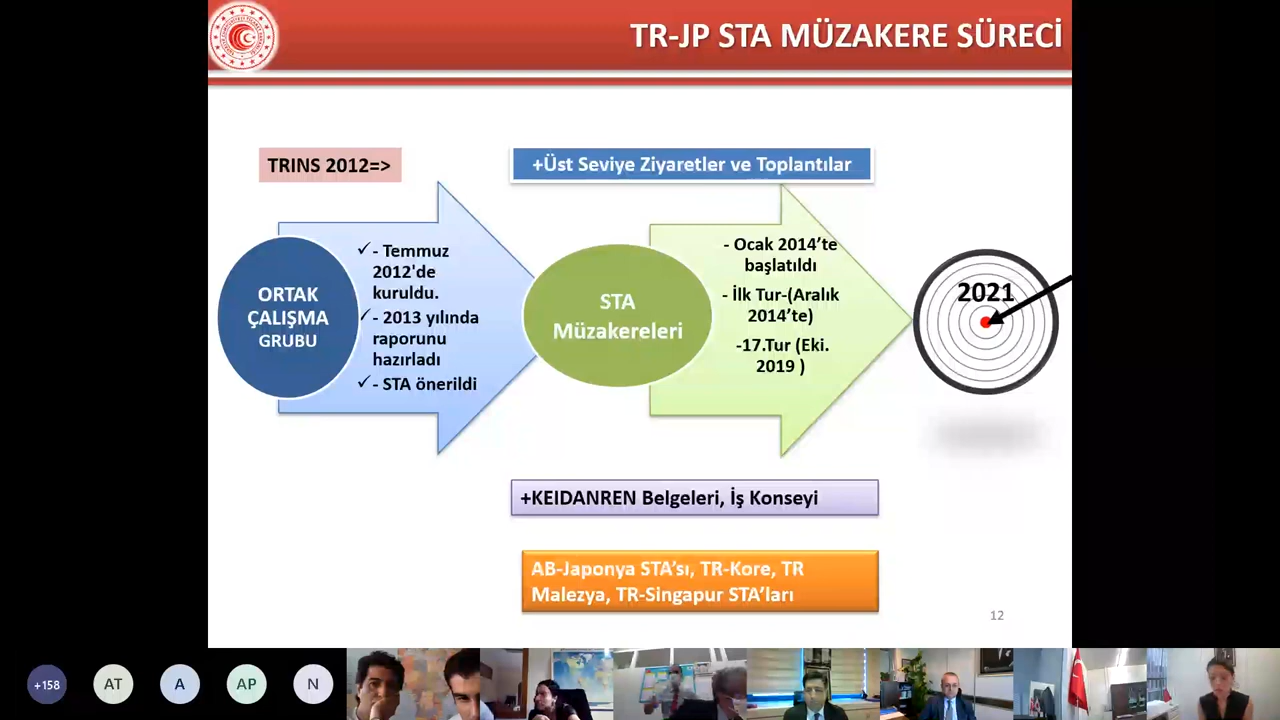 TR-JP STA MÜZAKERE SÜRECİ
TRINS 2012=>
+Üst Seviye Ziyaretler ve Toplantılar
ORTAK
ÇALIŞMA
GRUBU
✓- Temmuz
2012'de
kuruldu.
✓- 2013 yılında
raporunu
hazırladı
✓- STA önerildi
STA
Müzakereleri
- Ocak 2014’te
başlatıldı
- İlk Tur-(Aralık
2014’te)
-17.Tur (Eki.
2019 )
2021
+KEIDANREN Belgeleri, İş Konseyi
AB-Japonya STA’sı, TR-Kore, TR
Malezya, TR-Singapur STA’ları
12
+158
AT
A
AP
N